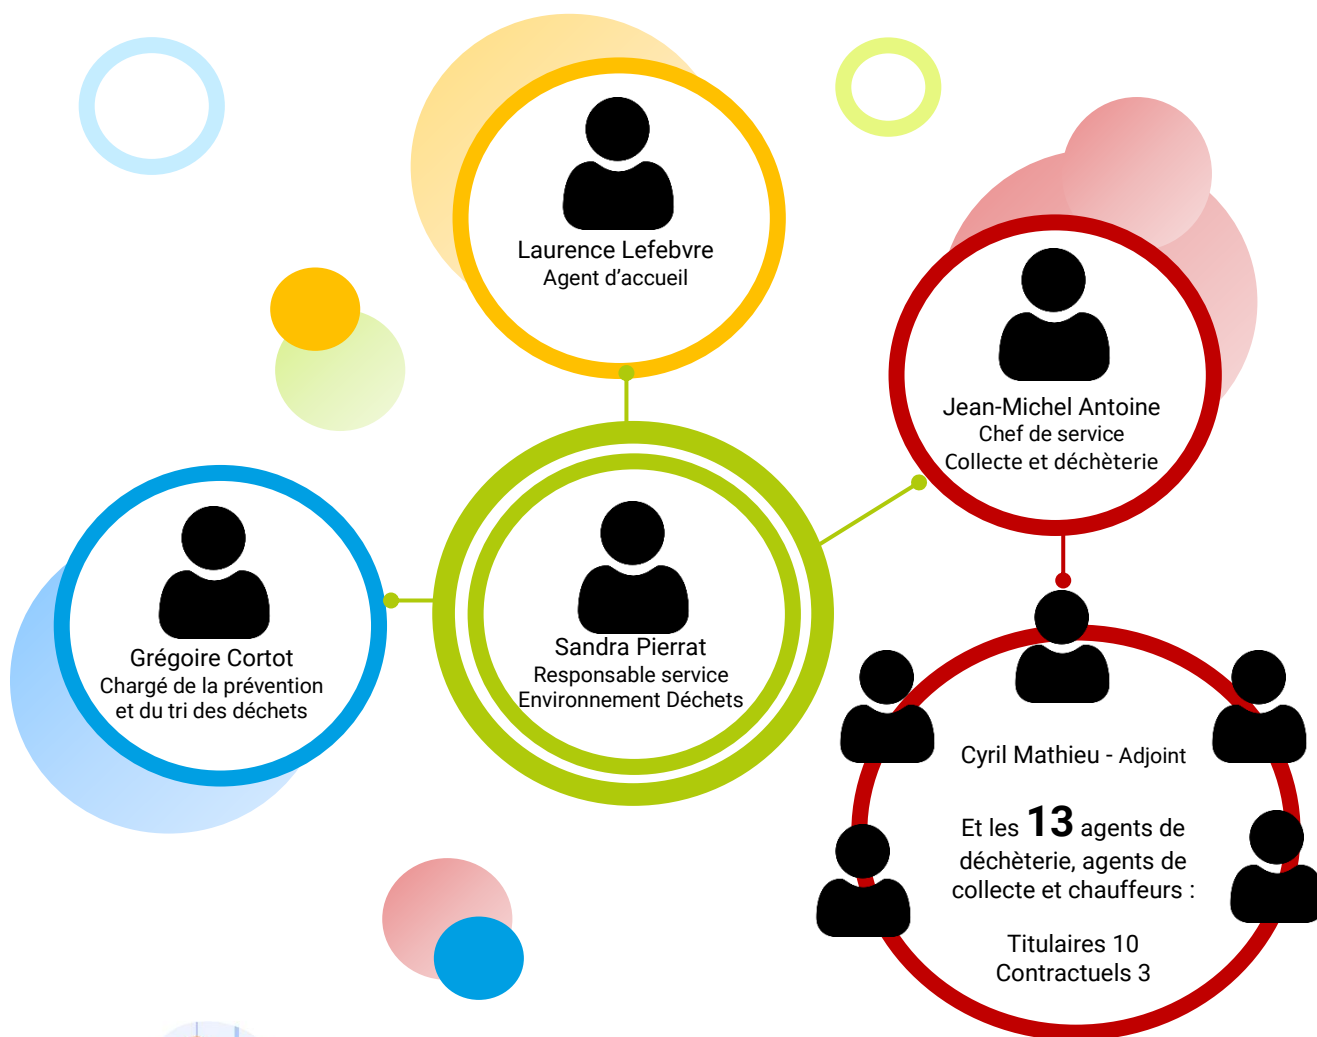 Laurence Lefebvre
Agent d’accueil
Jean-Michel Antoine
Chef de service
Collecte et déchèterie
Grégoire Cortot
Chargé de la prévention
et du tri des déchets
Sandra Pierrat
Responsable service
Environnement Déchets
Cyril Mathieu - Adjoint
Et les 13 agents de
déchèterie, agents de
collecte et chauffeurs :
Titulaires 10
Contractuels 3